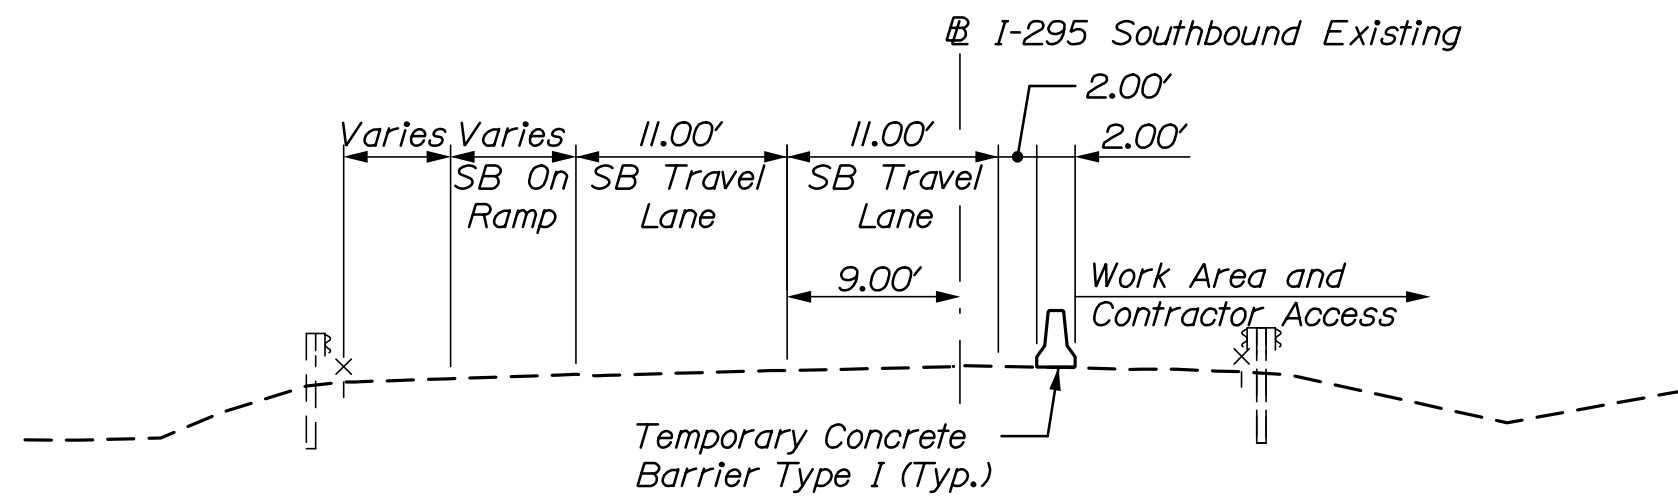 ℄ I-295 Southbound Existing
2.00'
Varies Varies 11.00' 11.00' 2.00'
SB On SB Travel SB Travel
Ramp Lane Lane
9.00'
Work Area and
Contractor Access
Temporary Concrete
Barrier Type I (Typ.)